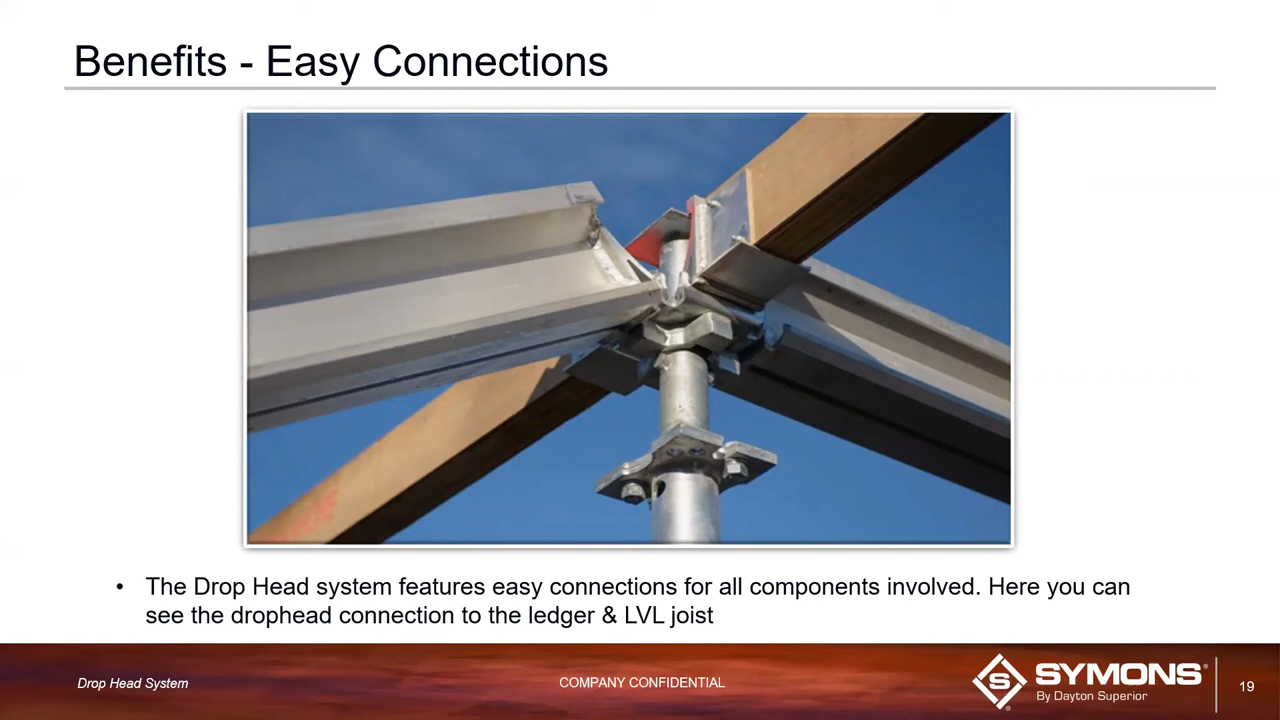 Benefits - Easy Connections
• The Drop Head system features easy connections for all components involved. Here you can
see the drophead connection to the ledger & LVL joist
Drop Head System
COMPANY CONFIDENTIAL
S SYMONS®
By Dayton Superior
®
19